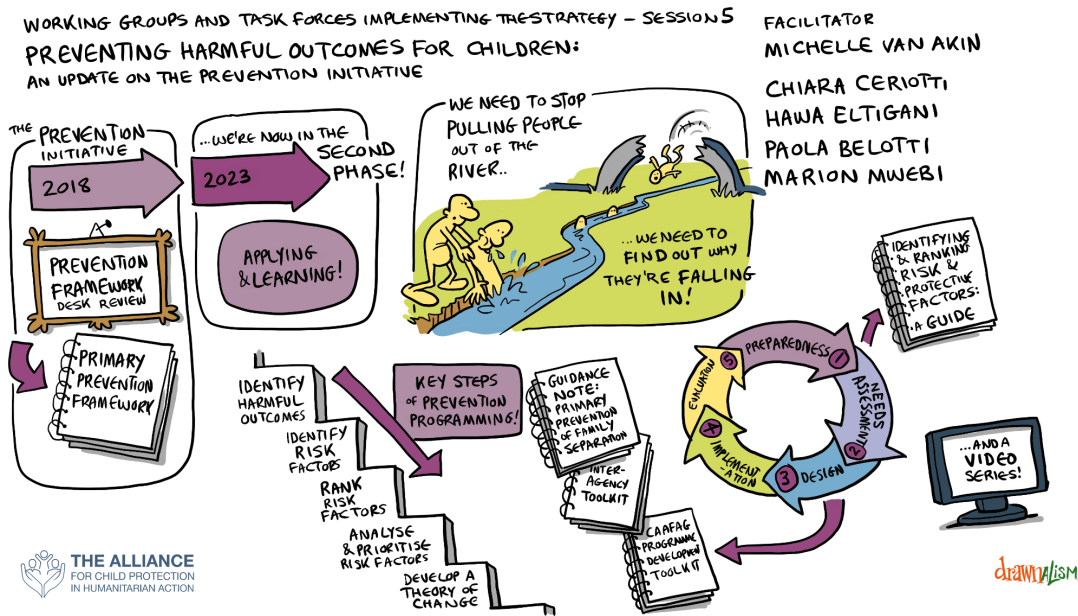 WORKING GROUPS AND TASK FORCES IMPLEMENTING THE STRATEGY – SESSION 5
PREVENTING HARMFUL OUTCOMES FOR CHILDREN:
AN UPDATE ON THE PREVENTION INITIATIVE
FACILITATOR
MICHELLE VAN AKIN
CHIARA CERIOTTI
HAWA ELTIGANI
PAOLA BELOTTI
MARION MWEBI
THE PREVENTION
INITIATIVE
2018
PREVENTION
FRAMEWORK
DESK REVIEW
PRIMARY
PREVENTION
FRAMEWORK
...WE'RE NOW IN THE
SECOND
PHASE!
2023
APPLYING
& LEARNING!
WE NEED TO STOP
PULLING PEOPLE
OUT OF THE
RIVER..
...WE NEED TO
FIND OUT WHY
THEY'RE FALLING
IN!
IDENTIFY
HARMFUL
OUTCOMES
IDENTIFY
RISK
FACTORS
RANK
RISK
FACTORS
ANALYSE
& PRIORITISE
RISK FACTORS
DEVELOP A
THEORY OF
CHANGE
KEY STEPS
OF PREVENTION
PROGRAMMING!
GUIDANCE
NOTE:
PRIMARY
PREVENTION
OF FAMILY
SEPARATION
INTER-
AGENCY
TOOLKIT
CAAFAG
PROGRAMME
DEVELOPMEN
TOOLKIT
PREPAREDNESS 1
NEEDS
ASSESSMENT 2
3 DESIGN
4 IMPLEMENT
-ATION
5 EVALUATION
IDENTIFYING
& RANKING
RISK &
PROTECTIVE
FACTORS:
A GUIDE
...AND A
VIDEO
SERIES!
THE ALLIANCE
FOR CHILD PROTECTION
IN HUMANITARIAN ACTION
drawnALISM